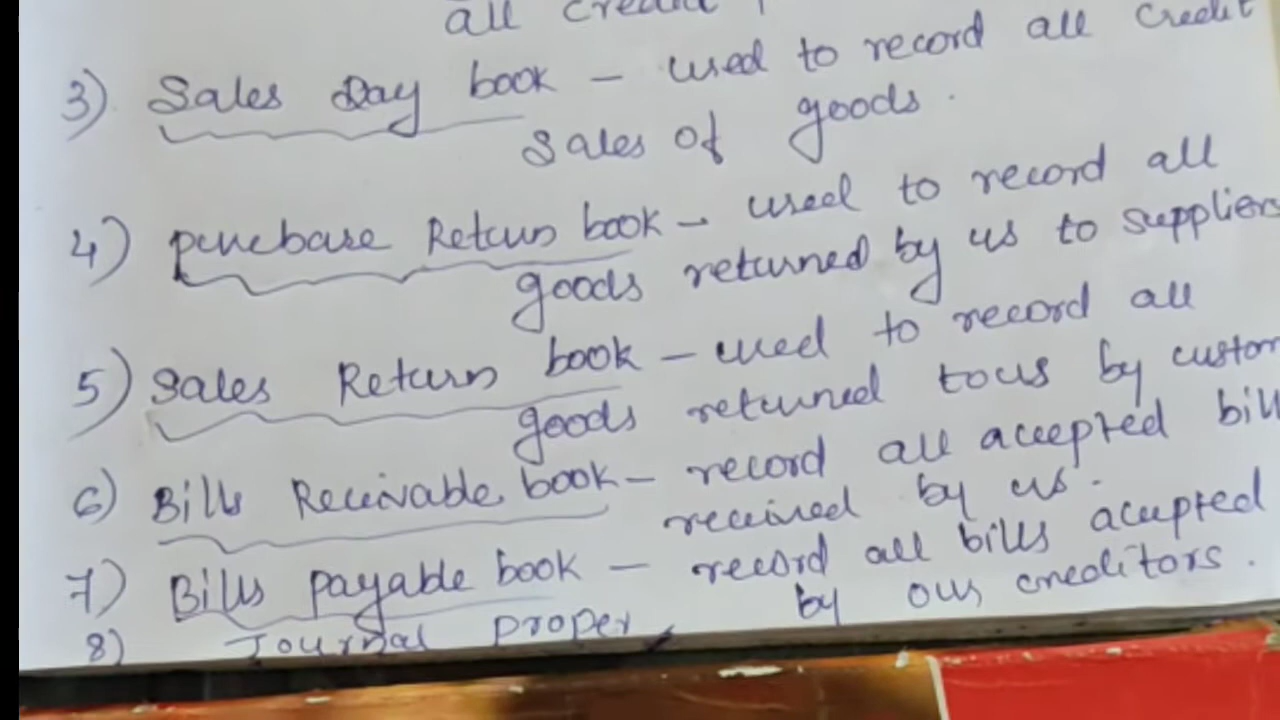 all credit
3) Sales Day book - used to record all credit
sales of goods.
4) purchase Return book - used to record all
goods returned by us to suppliers
5) Sales Return book - used to record all
goods returned to us by custom
6) Bills Receivable book - record all accepted bill
received by us.
7) Bills payable book - record all bills accepted
by our creditors.
8) Journal proper